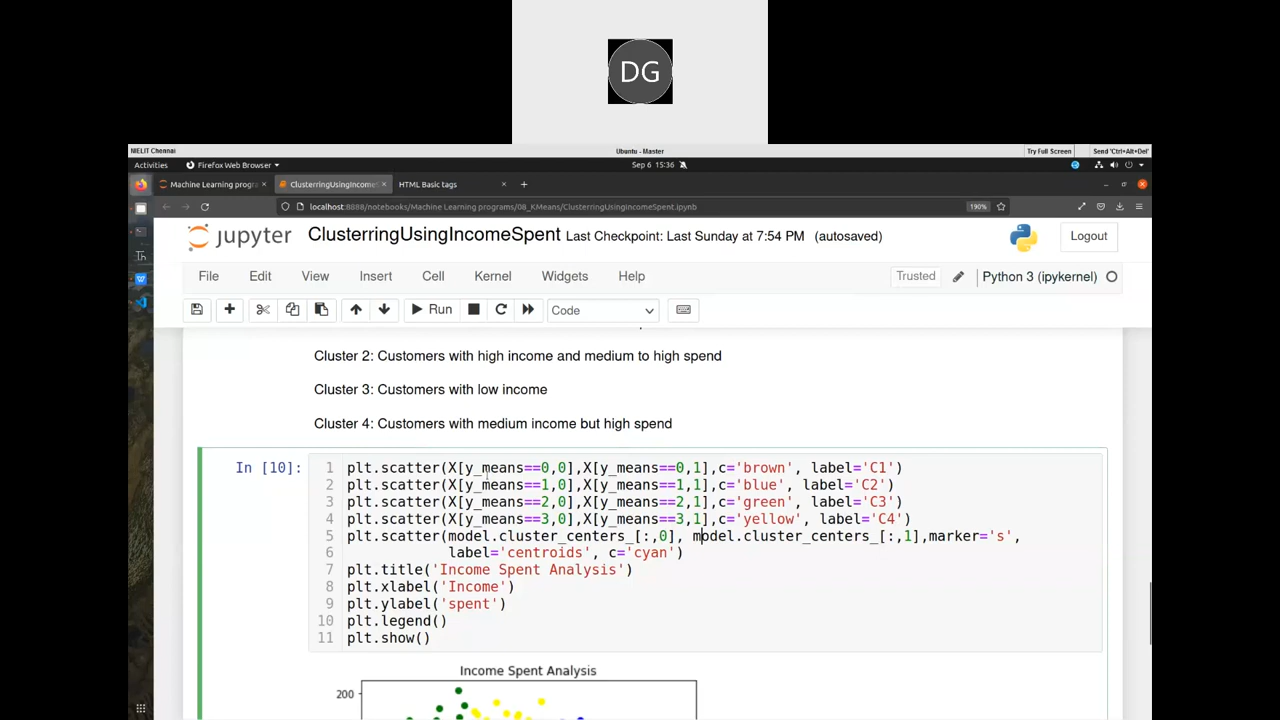 DG
NIELIT Chennai
Ubuntu - Master
Try Full Screen
Send 'Ctrl+Alt+Del'
Activities
Firefox Web Browser
Sep 6 15:36
Machine Learning progra
ClusterringUsingIncomeS
HTML Basic tags
localhost:8888/notebooks/Machine Learning programs/08_KMeans/ClusterringUsingIncomeSpent.ipynb
190%
jupyter ClusterringUsingIncomeSpent Last Checkpoint: Last Sunday at 7:54 PM (autosaved)
Logout
File Edit View Insert Cell Kernel Widgets Help
Trusted
Python 3 (ipykernel)
Run
Code
Cluster 2: Customers with high income and medium to high spend
Cluster 3: Customers with low income
Cluster 4: Customers with medium income but high spend
In [10]:
1 plt.scatter(X[y_means==0,0],X[y_means==0,1],c='brown', label='C1')
2 plt.scatter(X[y_means==1,0],X[y_means==1,1],c='blue', label='C2')
3 plt.scatter(X[y_means==2,0],X[y_means==2,1],c='green', label='C3')
4 plt.scatter(X[y_means==3,0],X[y_means==3,1],c='yellow', label='C4')
5 plt.scatter(model.cluster_centers_[:,0], model.cluster_centers_[:,1],marker='s',
6 label='centroids', c='cyan')
7 plt.title('Income Spent Analysis')
8 plt.xlabel('Income')
9 plt.ylabel('spent')
10 plt.legend()
11 plt.show()
Income Spent Analysis
200